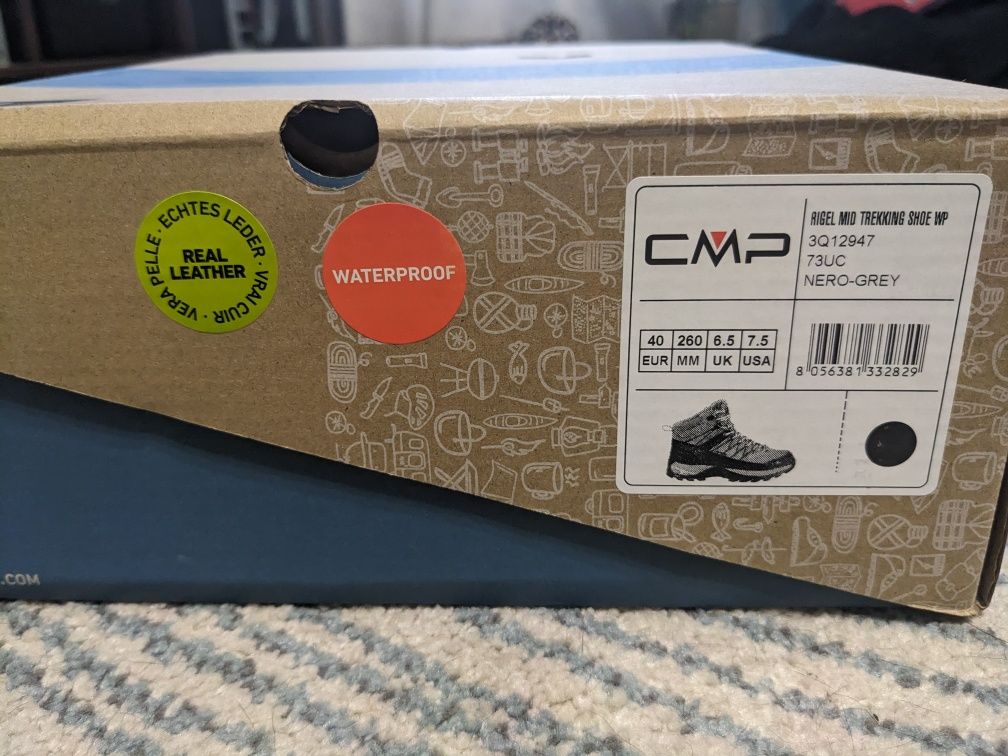 ECHTES LEDER · VRAI CUIR · VERA PELLE ·
REAL
LEATHER
WATERPROOF
CMP
RIGEL MID TREKKING SHOE WP
3Q12947
73UC
NERO-GREY
40 260 6.5 7.5
EUR MM UK USA
8 056381 332829
.COM